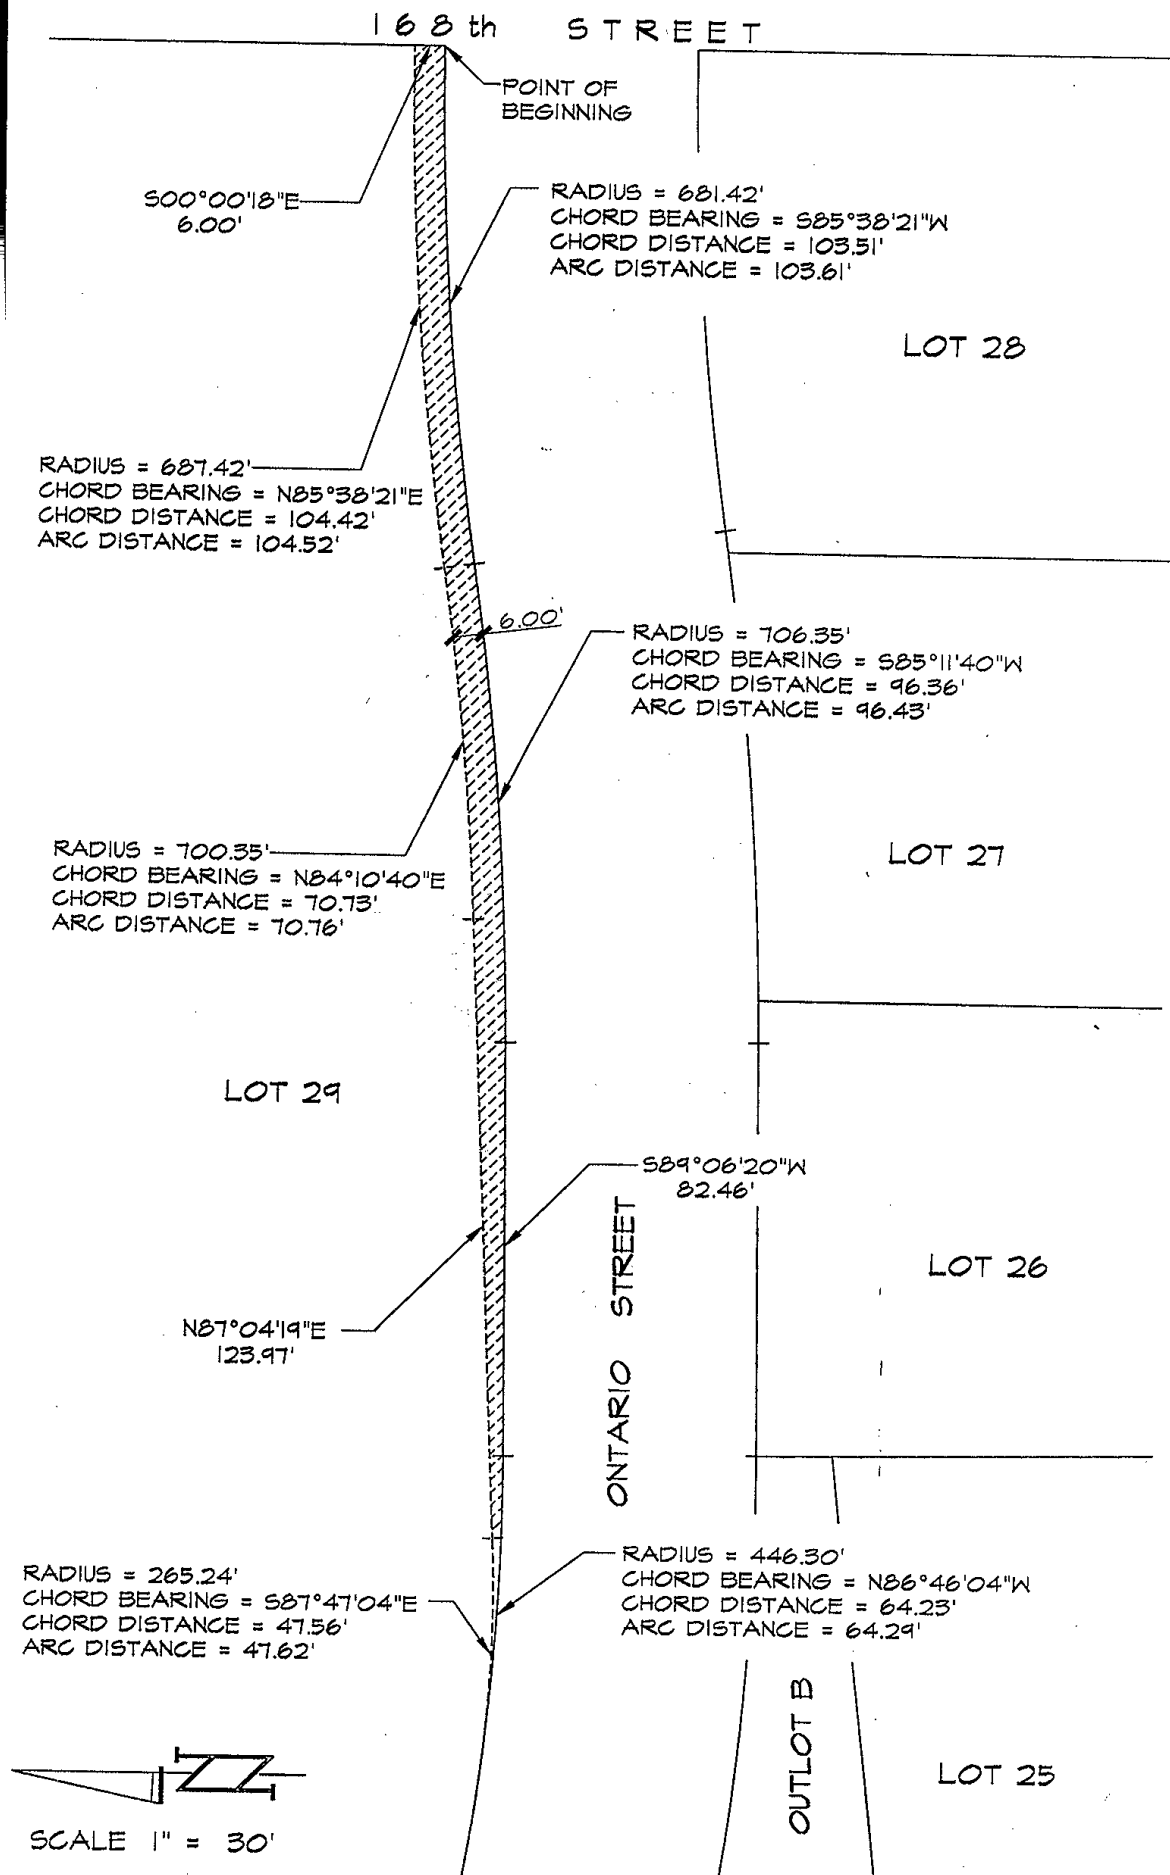 168th STREET
POINT OF
BEGINNING
S00°00'18"E
6.00'
RADIUS = 681.42'
CHORD BEARING = S85°38'21"W
CHORD DISTANCE = 103.51'
ARC DISTANCE = 103.61'
LOT 28
RADIUS = 687.42'
CHORD BEARING = N85°38'21"E
CHORD DISTANCE = 104.42'
ARC DISTANCE = 104.52'
6.00'
RADIUS = 706.35'
CHORD BEARING = S85°11'40"W
CHORD DISTANCE = 96.36'
ARC DISTANCE = 96.43'
RADIUS = 700.35'
CHORD BEARING = N84°10'40"E
CHORD DISTANCE = 70.73'
ARC DISTANCE = 70.76'
LOT 27
LOT 29
S89°06'20"W
82.46'
ONTARIO STREET
LOT 26
N87°04'19"E
123.97'
RADIUS = 265.24'
CHORD BEARING = S87°47'04"E
CHORD DISTANCE = 47.56'
ARC DISTANCE = 47.62'
RADIUS = 446.30'
CHORD BEARING = N86°46'04"W
CHORD DISTANCE = 64.23'
ARC DISTANCE = 64.29'
OUTLOT B
LOT 25
N
SCALE 1" = 30'